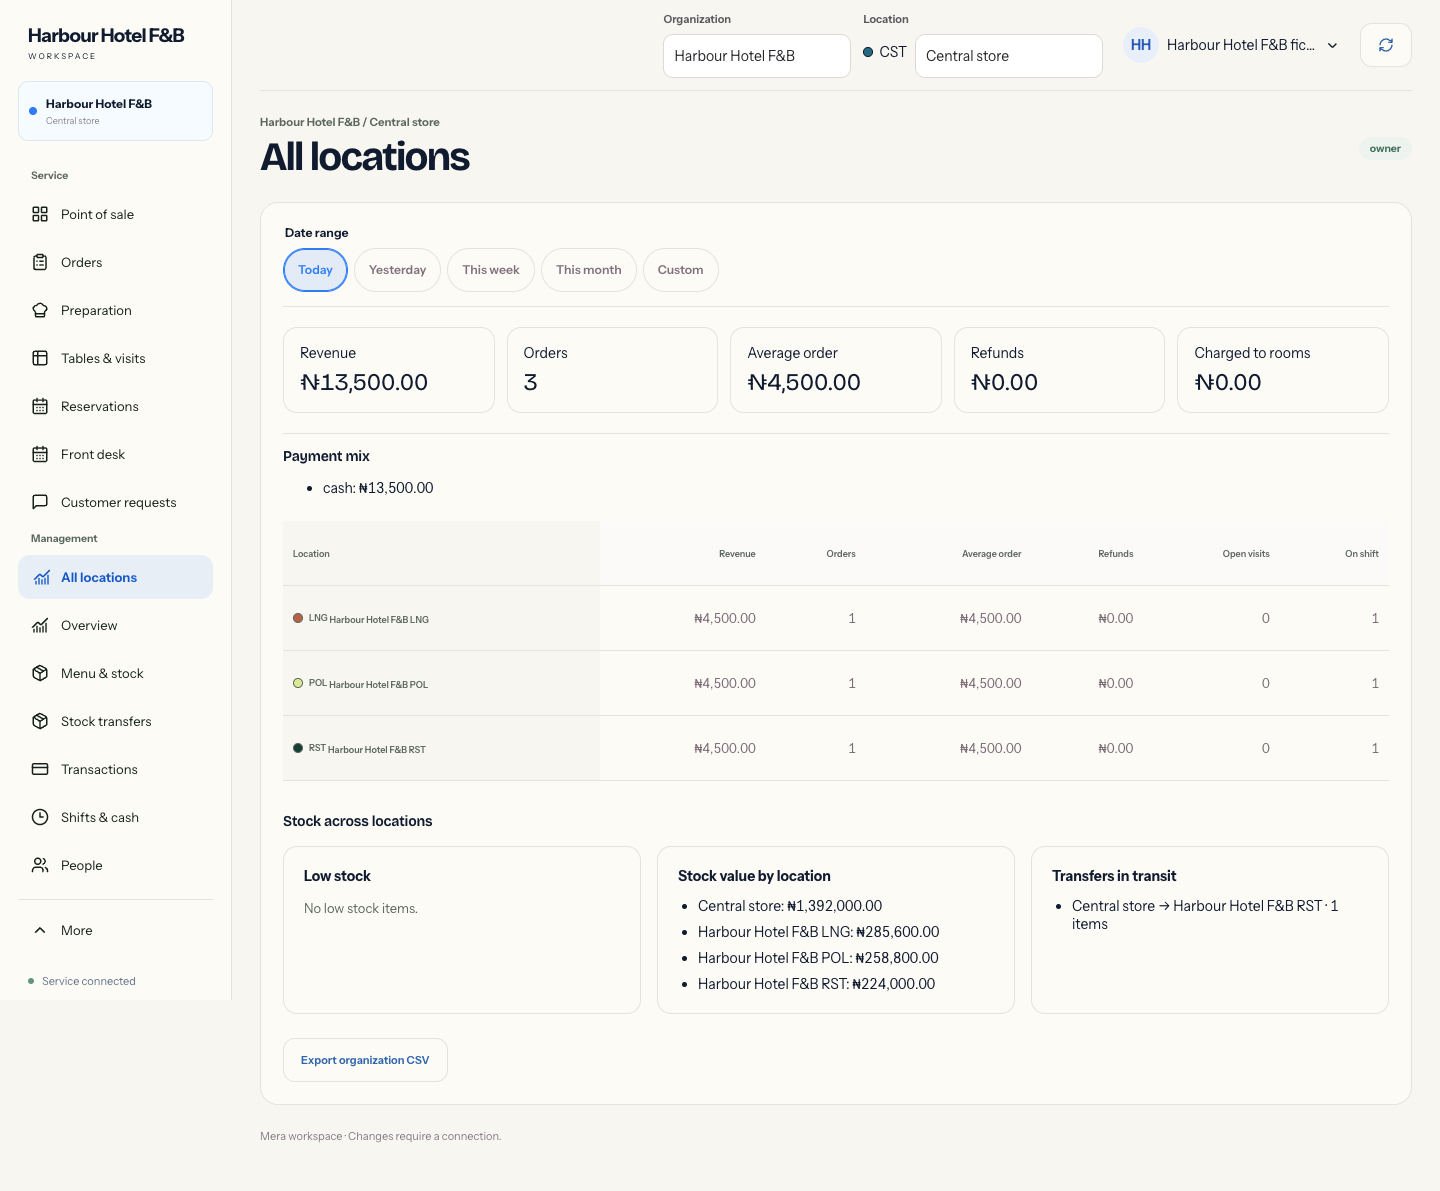 Harbour Hotel F&B
WORKSPACE
Harbour Hotel F&B
Central store
Service
Point of sale
Orders
Preparation
Tables & visits
Reservations
Front desk
Customer requests
Management
All locations
Overview
Menu & stock
Stock transfers
Transactions
Shifts & cash
People
More
Service connected
Organization
Harbour Hotel F&B
Location
CST
Central store
HH
Harbour Hotel F&B fic...
Harbour Hotel F&B / Central store
All locations
owner
Date range
Today
Yesterday
This week
This month
Custom
Revenue
₦13,500.00
Orders
3
Average order
₦4,500.00
Refunds
₦0.00
Charged to rooms
₦0.00
Payment mix
• cash: ₦13,500.00
Location Revenue Orders Average order Refunds Open visits On shift
LNG Harbour Hotel F&B LNG ₦4,500.00 1 ₦4,500.00 ₦0.00 0 1
POL Harbour Hotel F&B POL ₦4,500.00 1 ₦4,500.00 ₦0.00 0 1
RST Harbour Hotel F&B RST ₦4,500.00 1 ₦4,500.00 ₦0.00 0 1
Stock across locations
Low stock
No low stock items.
Stock value by location
• Central store: ₦1,392,000.00
• Harbour Hotel F&B LNG: ₦285,600.00
• Harbour Hotel F&B POL: ₦258,800.00
• Harbour Hotel F&B RST: ₦224,000.00
Transfers in transit
• Central store → Harbour Hotel F&B RST · 1
items
Export organization CSV
Mera workspace · Changes require a connection.